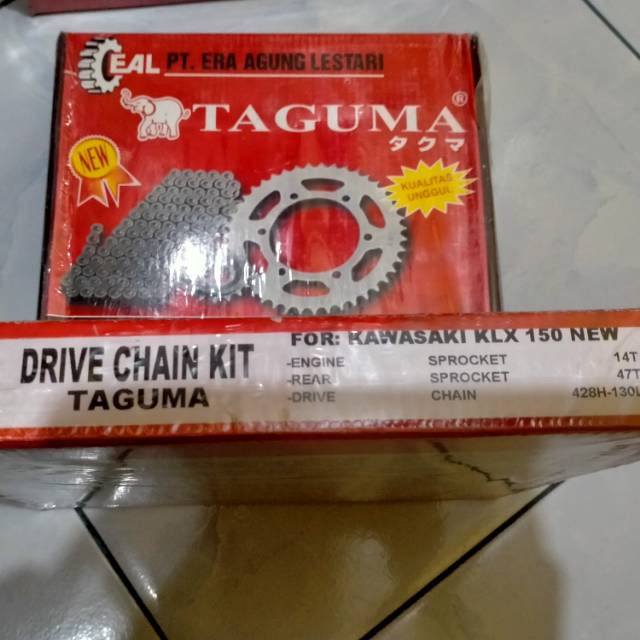 EAL PT. ERA AGUNG LESTARI
TAGUMA®
タクマ
NEW
KUALITAS
UNGGUL
DRIVE CHAIN KIT
TAGUMA
FOR: KAWASAKI KLX 150 NEW
-ENGINE SPROCKET 14T
-REAR SPROCKET 47T
-DRIVE CHAIN 428H-130L